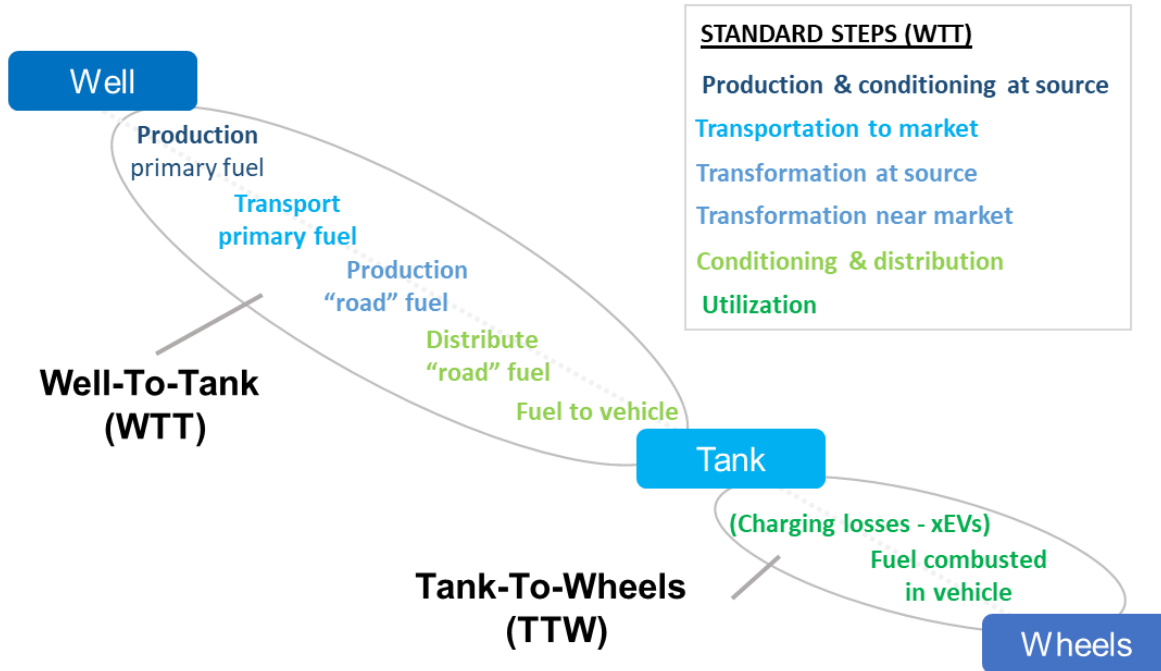 STANDARD STEPS (WTT)
Production & conditioning at source
Transportation to market
Transformation at source
Transformation near market
Conditioning & distribution
Utilization
Well
Production
primary fuel
Transport
primary fuel
Production
“road” fuel
Distribute
“road” fuel
Fuel to vehicle
Well-To-Tank
(WTT)
Tank
(Charging losses - xEVs)
Fuel combusted
in vehicle
Tank-To-Wheels
(TTW)
Wheels